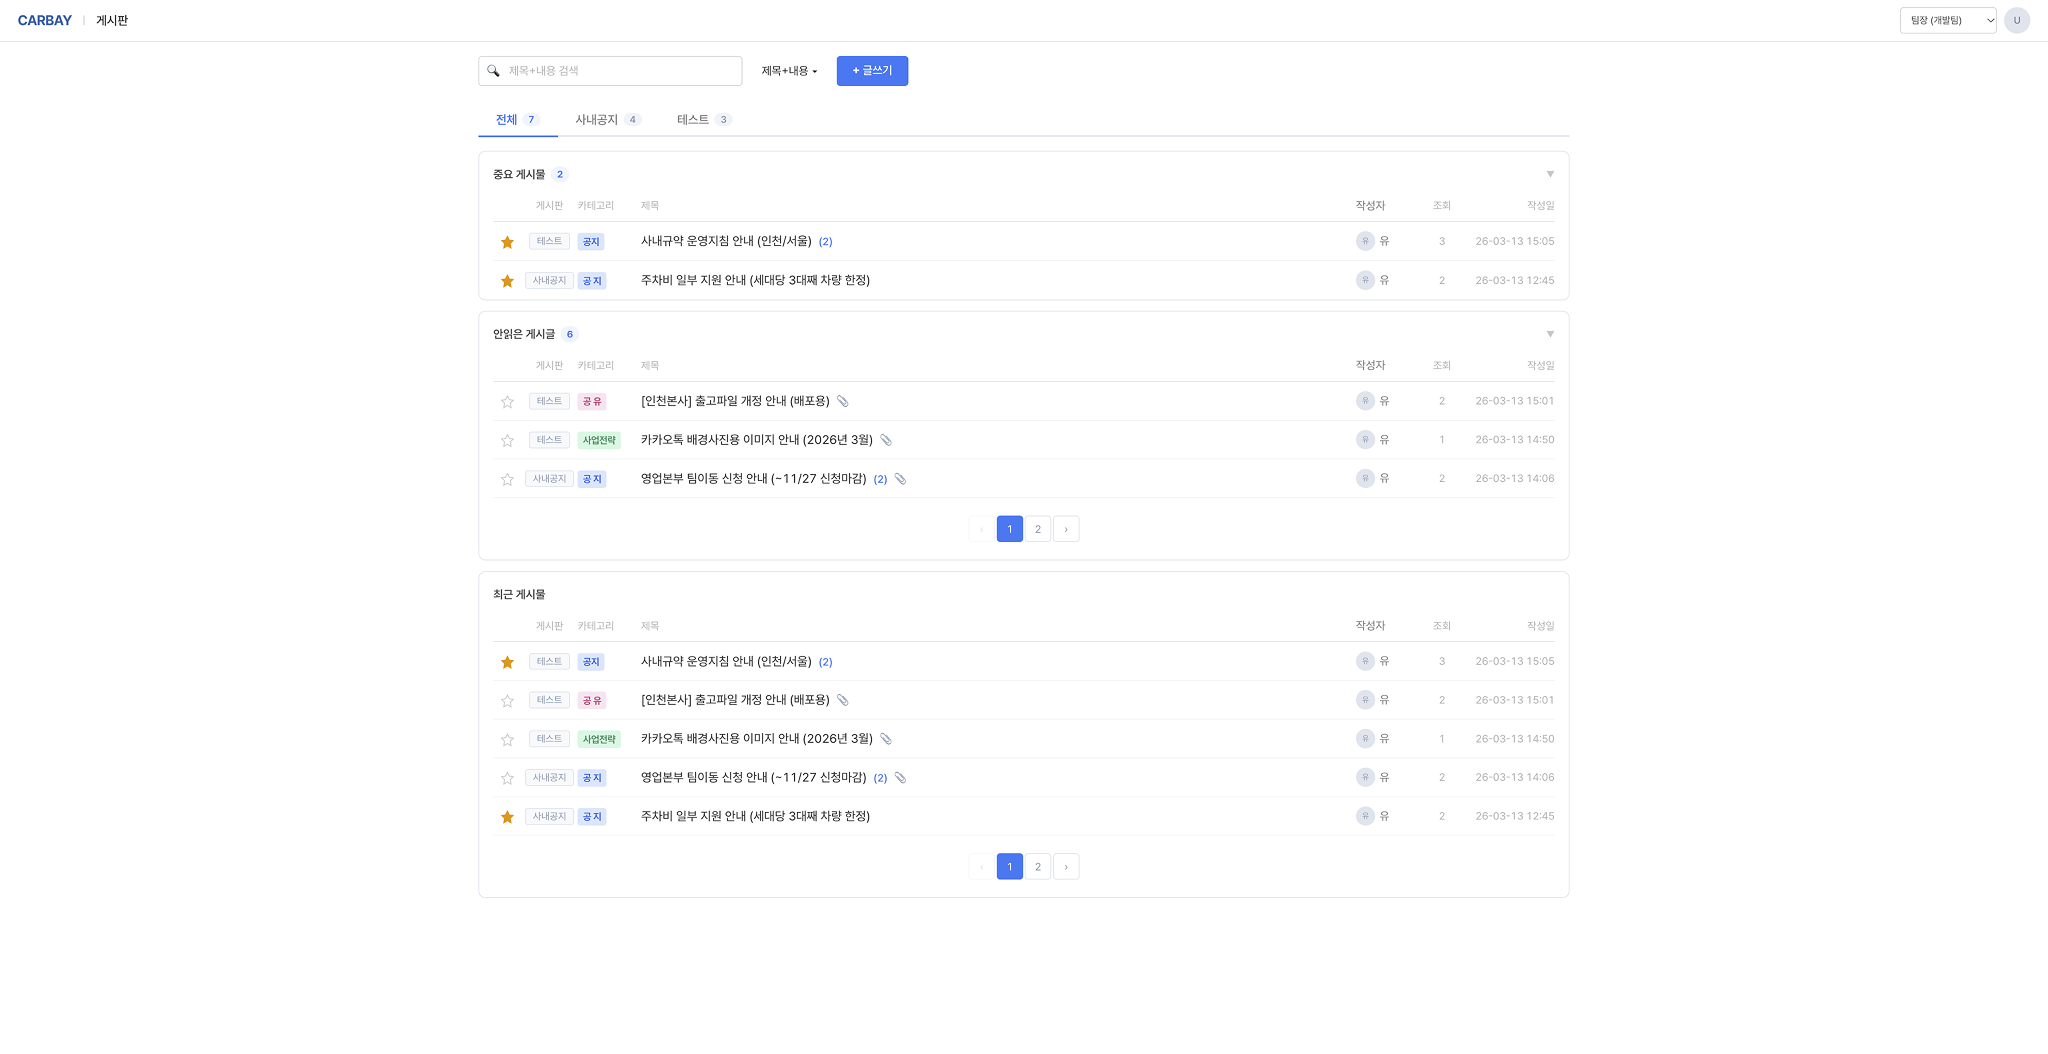 CARBAY | 게시판 팀장 (개발팀) U
제목+내용 검색 제목+내용 + 글쓰기
전체 7 사내공지 4 테스트 3
중요 게시물 2 ▼
게시판 카테고리 제목 작성자 조회 작성일
테스트 공지 사내규약 운영지침 안내 (인천/서울) (2) 유 유 3 26-03-13 15:05
사내공지 공 지 주차비 일부 지원 안내 (세대당 3대째 차량 한정) 유 유 2 26-03-13 12:45
안읽은 게시글 6 ▼
게시판 카테고리 제목 작성자 조회 작성일
테스트 공 유 [인천본사] 출고파일 개정 안내 (배포용) 유 유 2 26-03-13 15:01
테스트 사업전략 카카오톡 배경사진용 이미지 안내 (2026년 3월) 유 유 1 26-03-13 14:50
사내공지 공 지 영업본부 팀이동 신청 안내 (~11/27 신청마감) (2) 유 유 2 26-03-13 14:06
‹ 1 2 ›
최근 게시물
게시판 카테고리 제목 작성자 조회 작성일
테스트 공지 사내규약 운영지침 안내 (인천/서울) (2) 유 유 3 26-03-13 15:05
테스트 공 유 [인천본사] 출고파일 개정 안내 (배포용) 유 유 2 26-03-13 15:01
테스트 사업전략 카카오톡 배경사진용 이미지 안내 (2026년 3월) 유 유 1 26-03-13 14:50
사내공지 공 지 영업본부 팀이동 신청 안내 (~11/27 신청마감) (2) 유 유 2 26-03-13 14:06
사내공지 공 지 주차비 일부 지원 안내 (세대당 3대째 차량 한정) 유 유 2 26-03-13 12:45
‹ 1 2 ›